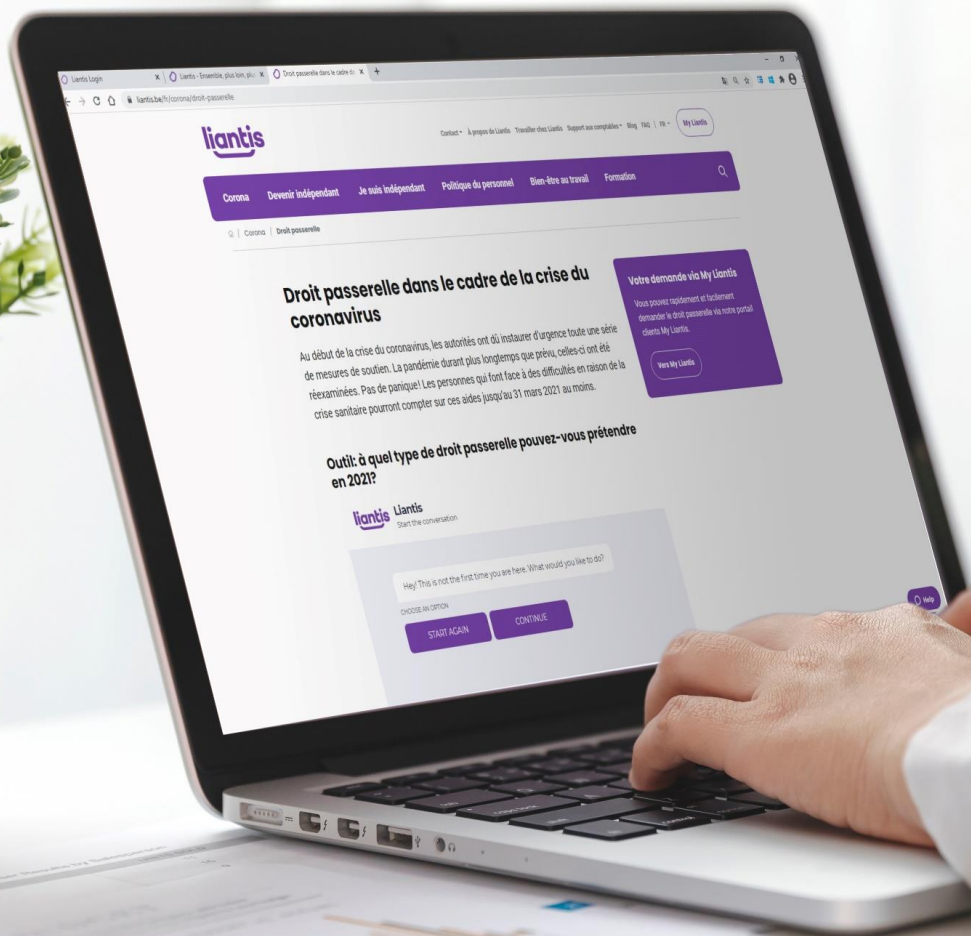 Liantis Login
Liantis - Ensemble, plus loin, plu
Droit passerelle dans le cadre du
liantis.be/fr/corona/droit-passerelle
liantis
Contact À propos de Liantis Travailler chez Liantis Support aux comptables Blog FAQ | FR
My Liantis
Corona Devenir indépendant Je suis indépendant Politique du personnel Bien-être au travail Formation
| Corona | Droit passerelle
Droit passerelle dans le cadre de la crise du
coronavirus
Au début de la crise du coronavirus, les autorités ont dû instaurer d'urgence toute une série
de mesures de soutien. La pandémie durant plus longtemps que prévu, celles-ci ont été
réexaminées. Pas de panique! Les personnes qui font face à des difficultés en raison de la
crise sanitaire pourront compter sur ces aides jusqu'au 31 mars 2021 au moins.
Votre demande via My Liantis
Vous pouvez rapidement et facilement
demander le droit passerelle via notre portail
clients My Liantis.
Vers My Liantis
Outil: à quel type de droit passerelle pouvez-vous prétendre
en 2021?
liantis Liantis
Start the conversation
Hey! This is not the first time you are here. What would you like to do?
CHOOSE AN OPTION
START AGAIN CONTINUE
Help